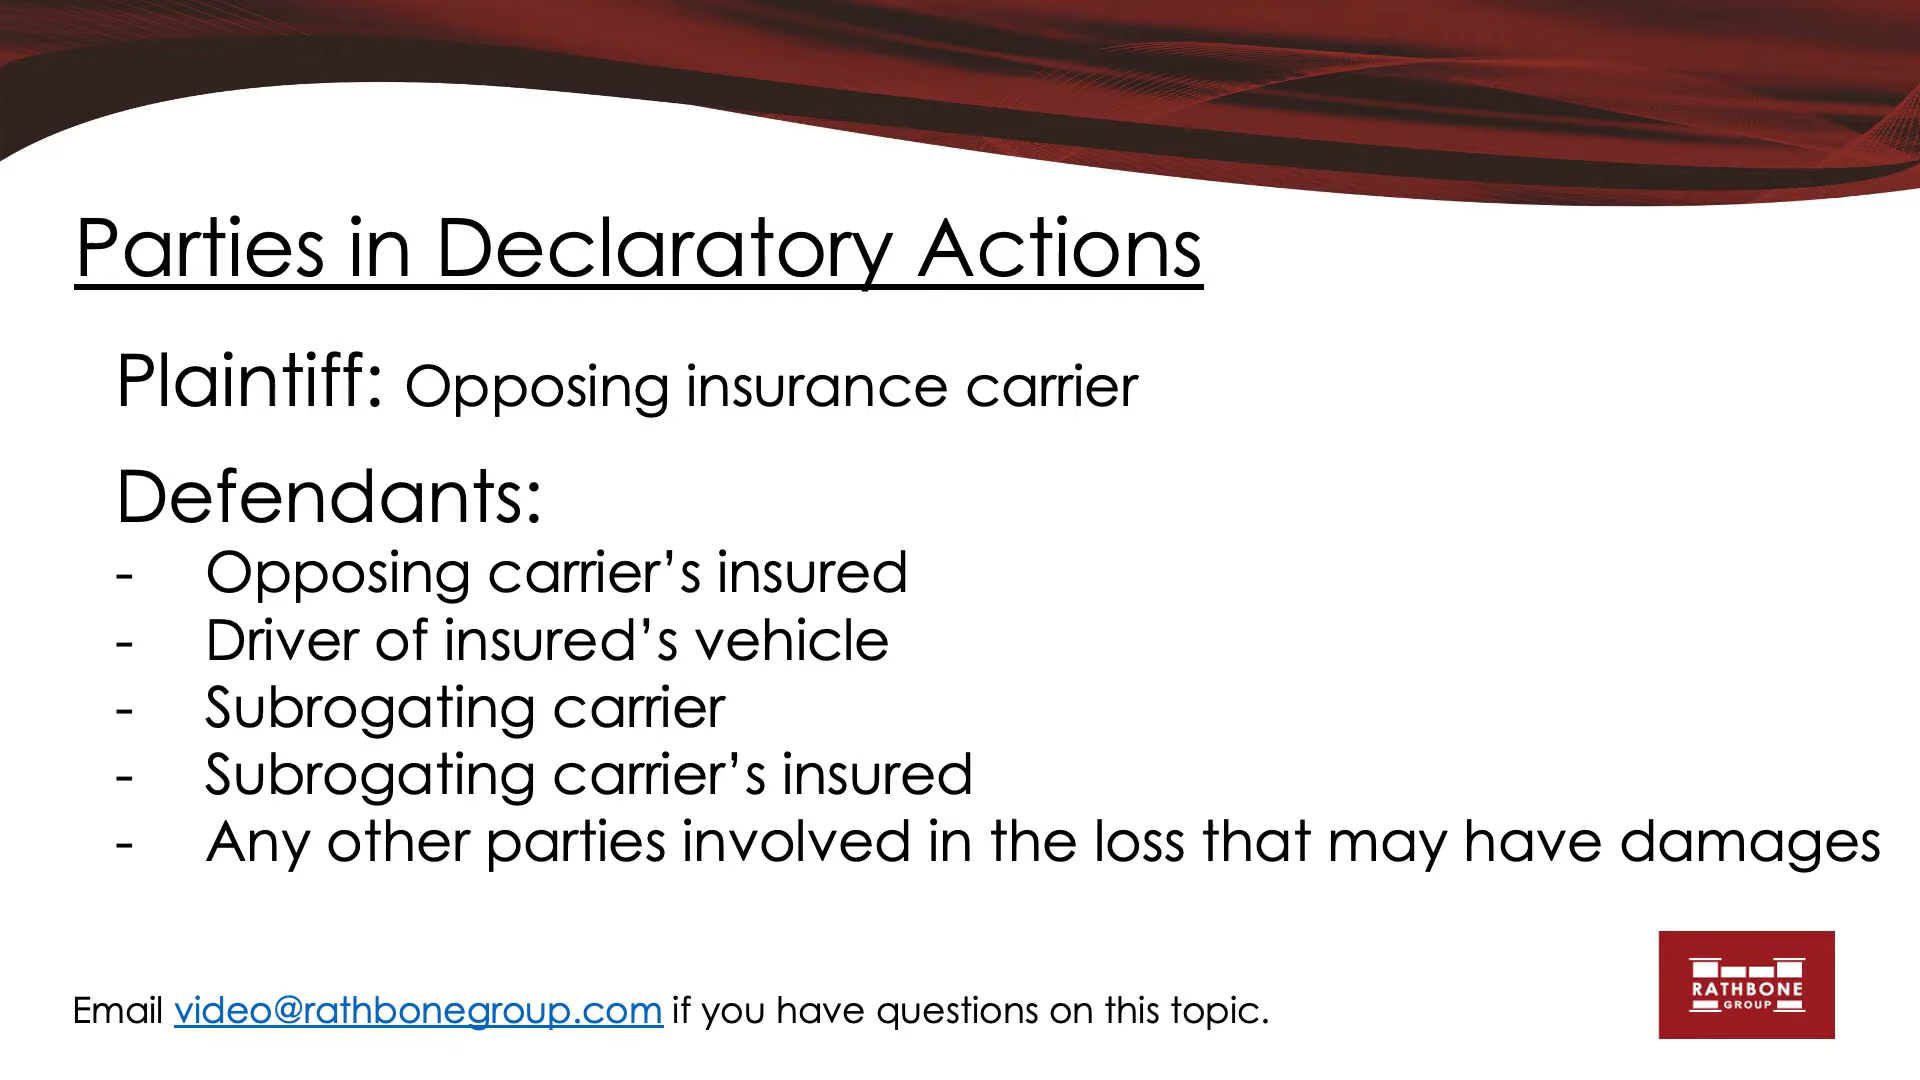 Parties in Declaratory Actions
Plaintiff: Opposing insurance carrier
Defendants:
- Opposing carrier’s insured
- Driver of insured’s vehicle
- Subrogating carrier
- Subrogating carrier’s insured
- Any other parties involved in the loss that may have damages
Email video@rathbonegroup.com if you have questions on this topic.
RATHBONE
GROUP